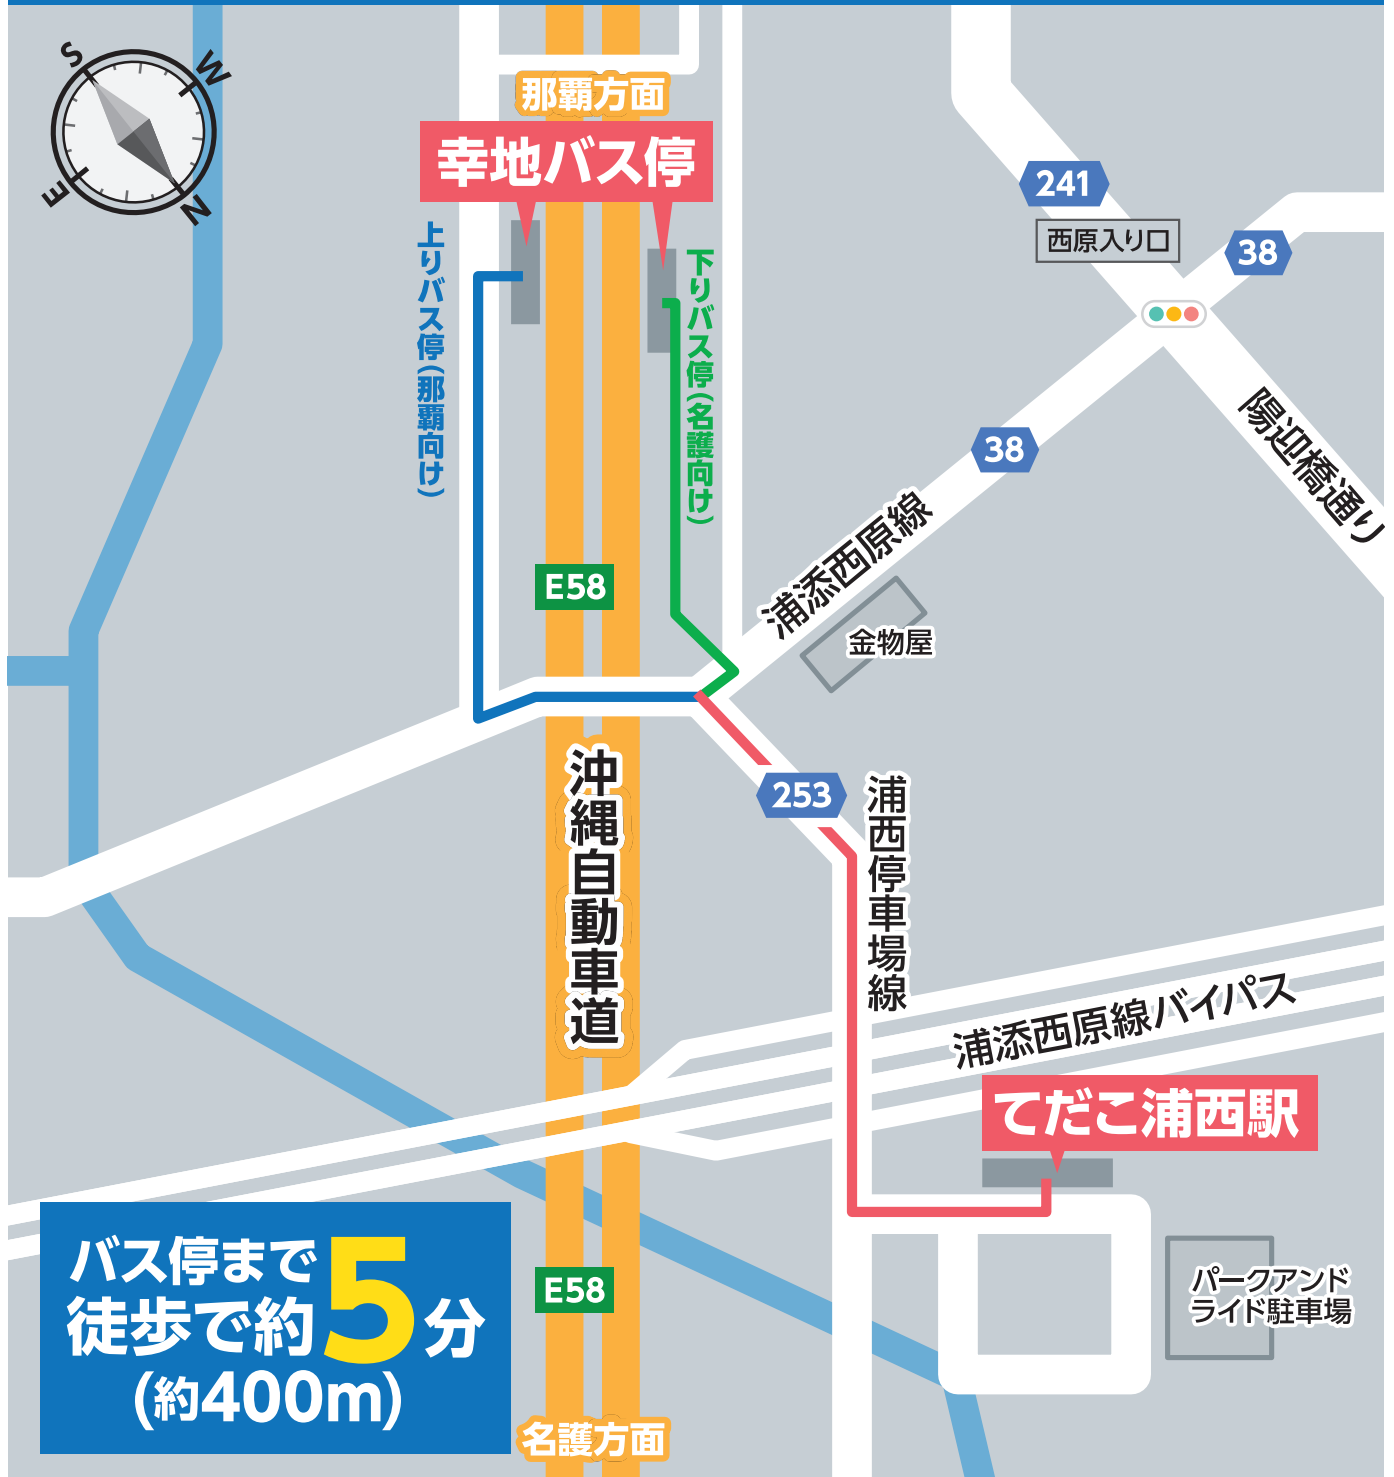 S
W
E
N
那覇方面
幸地バス停
上りバス停(那覇向け)
下りバス停(名護向け)
241
西原入り口
38
38
陽迎橋通り
浦添西原線
金物屋
E58
沖縄自動車道
253
浦西停車場線
浦添西原線バイパス
てだこ浦西駅
バス停まで
徒歩で約5分
(約400m)
E58
パークアンド
ライド駐車場
名護方面